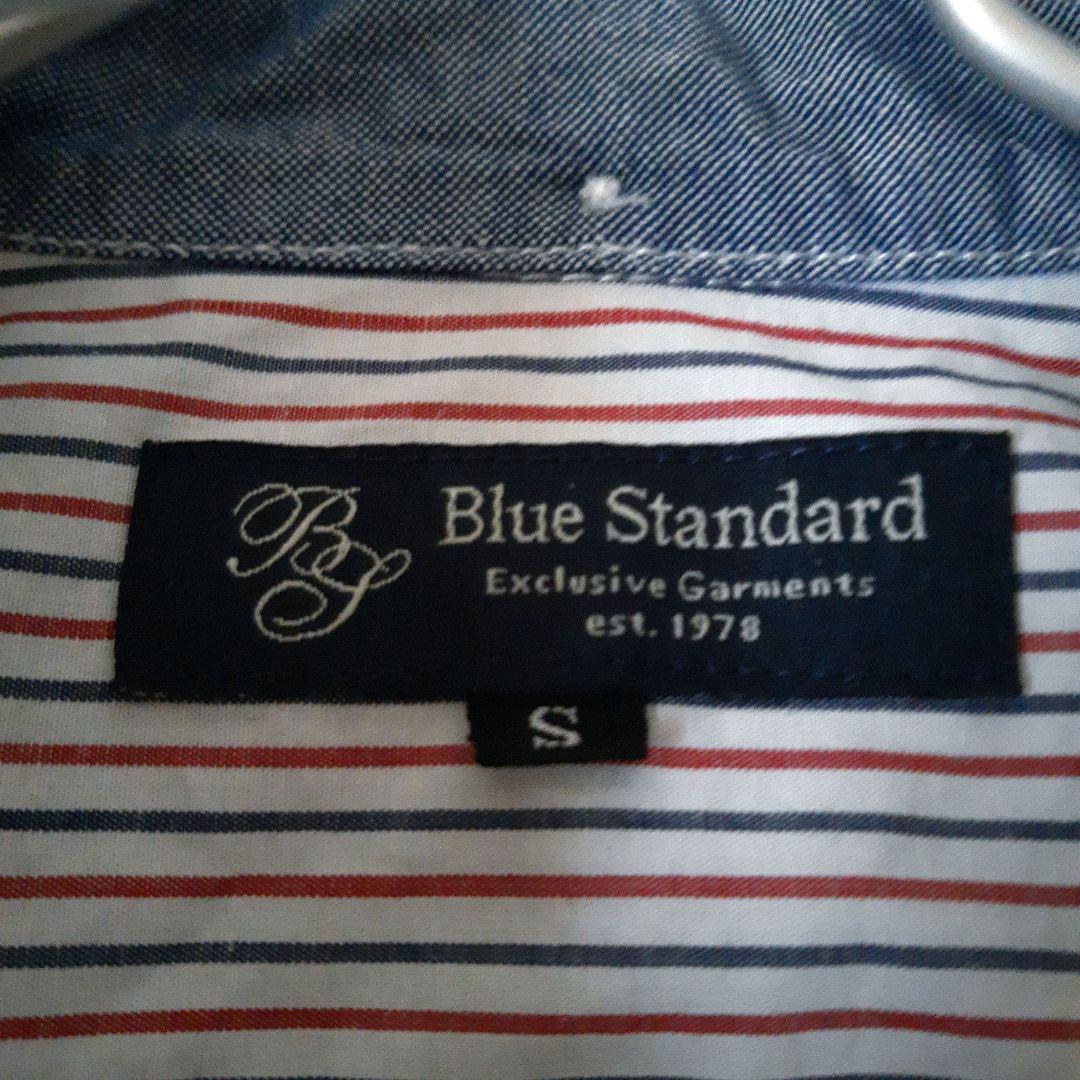 BS
Blue Standard
Exclusive Garments
est. 1978
S